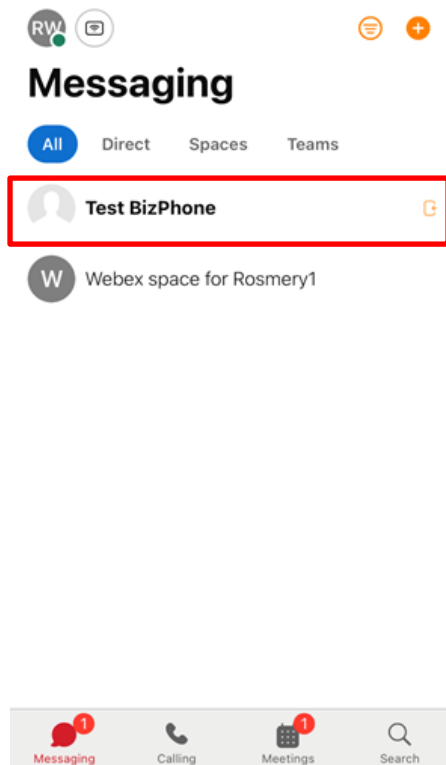 RW
Messaging
All Direct Spaces Teams
Test BizPhone
W Webex space for Rosmery1
1 1
Messaging Calling Meetings Search